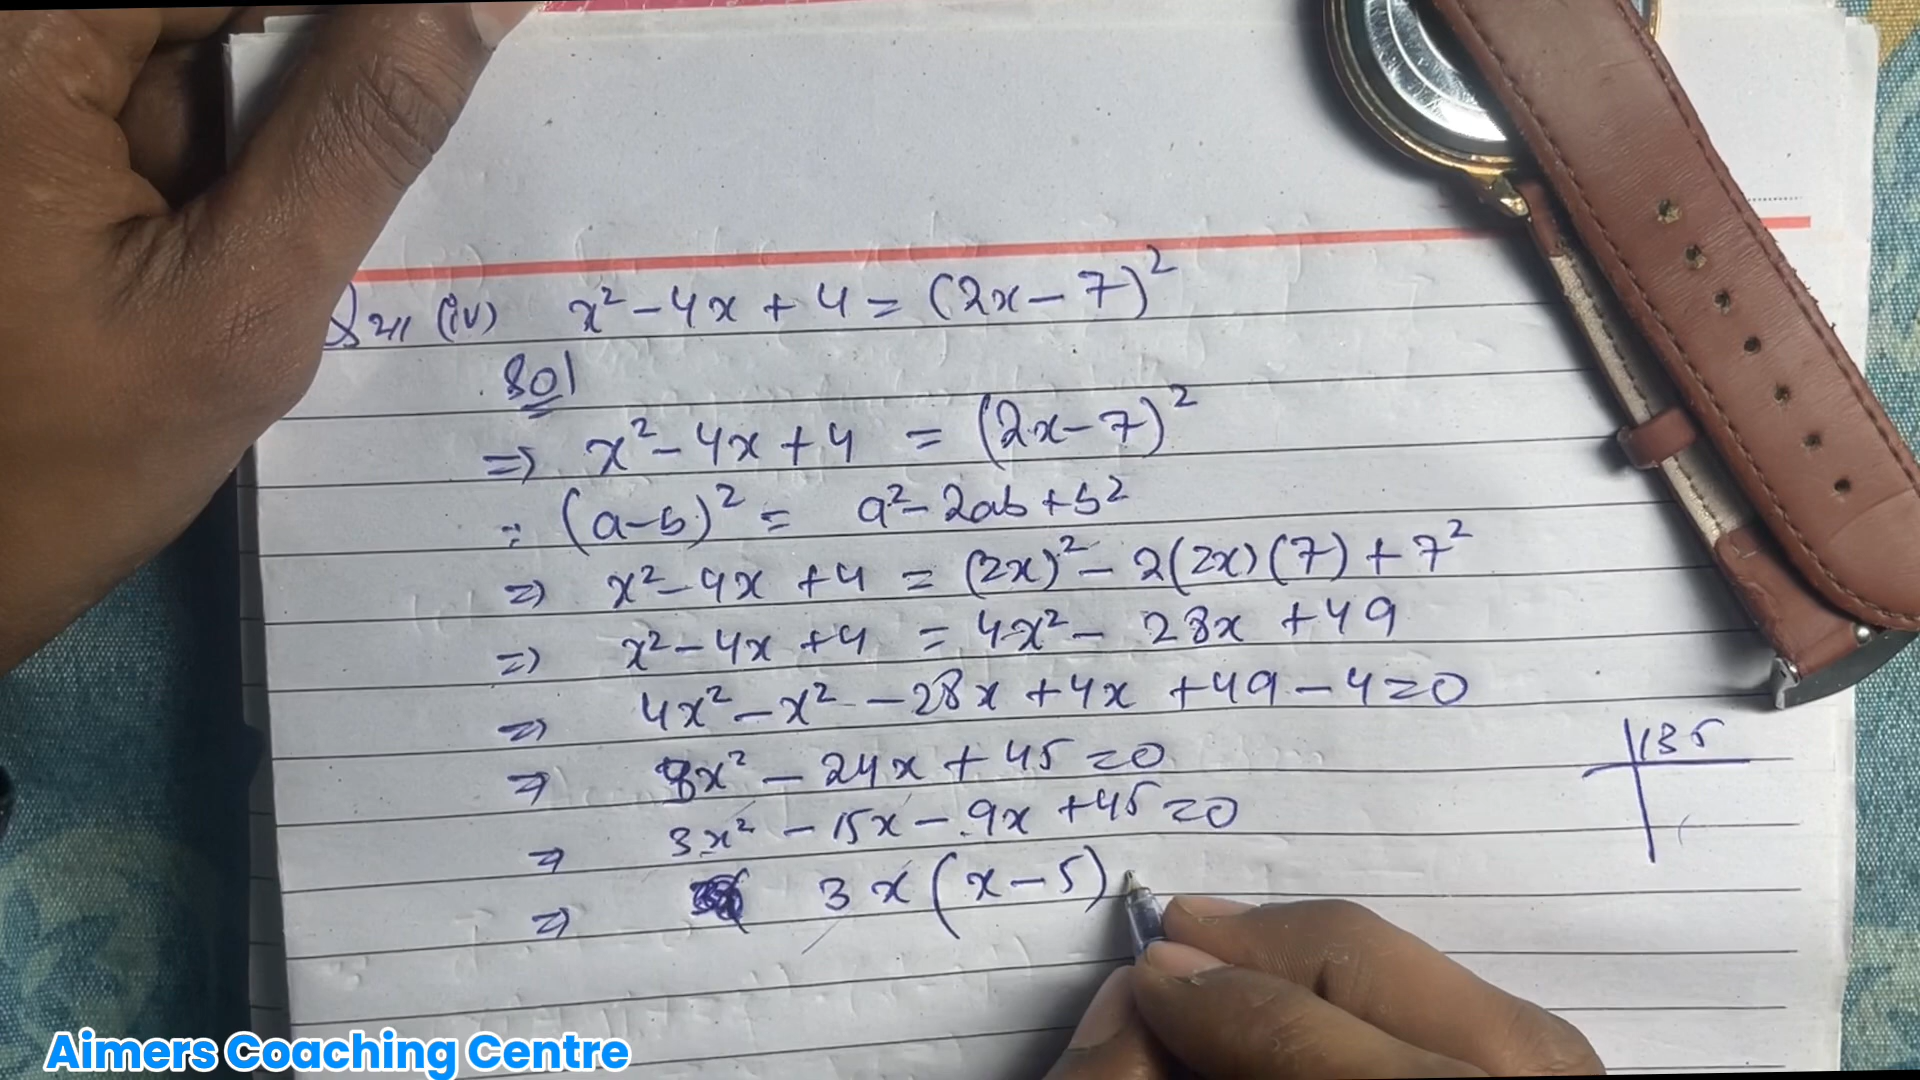 Q 2// (iv) x² - 4x + 4 = (2x - 7)²
Sol
=> x² - 4x + 4 = (2x - 7)²
∵ (a-b)² = a² - 2ab + b²
=> x² - 4x + 4 = (2x)² - 2(2x)(7) + 7²
=> x² - 4x + 4 = 4x² - 28x + 49
=> 4x² - x² - 28x + 4x + 49 - 4 = 0
=> 3x² - 24x + 45 = 0
=> 3x² - 15x - 9x + 45 = 0
=> 3x (x - 5)
135
Aimers Coaching Centre